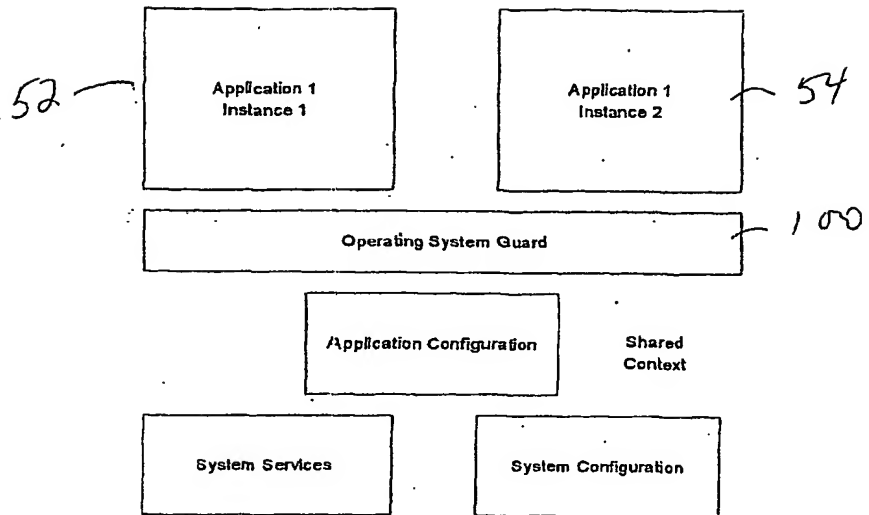 52
Application 1
Instance 1
Application 1
Instance 2
54
Operating System Guard
100
Application Configuration
Shared
Context
System Services
System Configuration